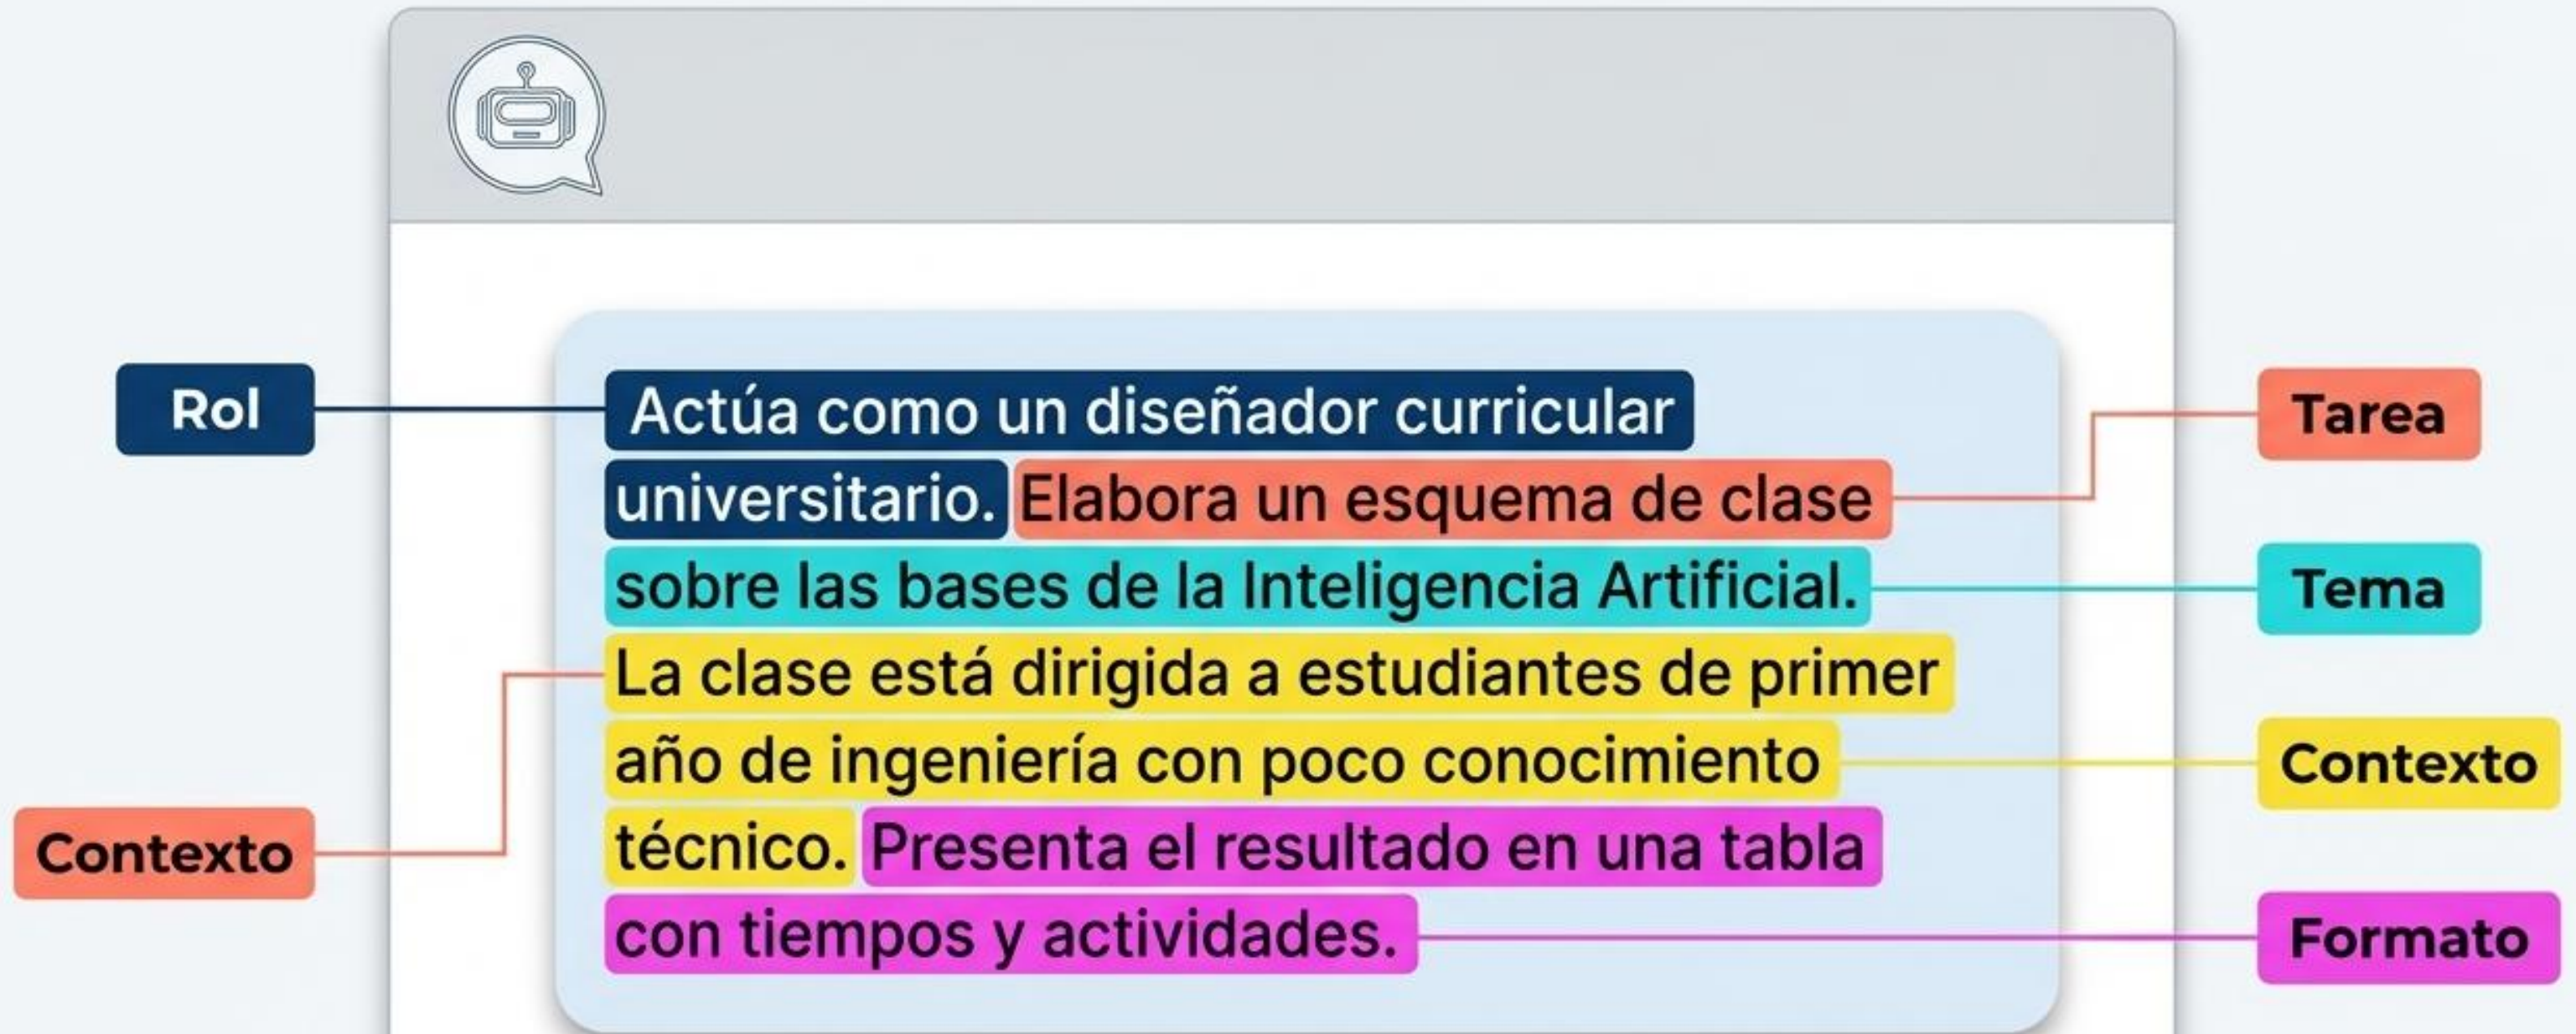 Rol
Actúa como un diseñador curricular
universitario. Elabora un esquema de clase
sobre las bases de la Inteligencia Artificial.
La clase está dirigida a estudiantes de primer
año de ingeniería con poco conocimiento
técnico. Presenta el resultado en una tabla
con tiempos y actividades.
Contexto
Tarea
Tema
Contexto
Formato